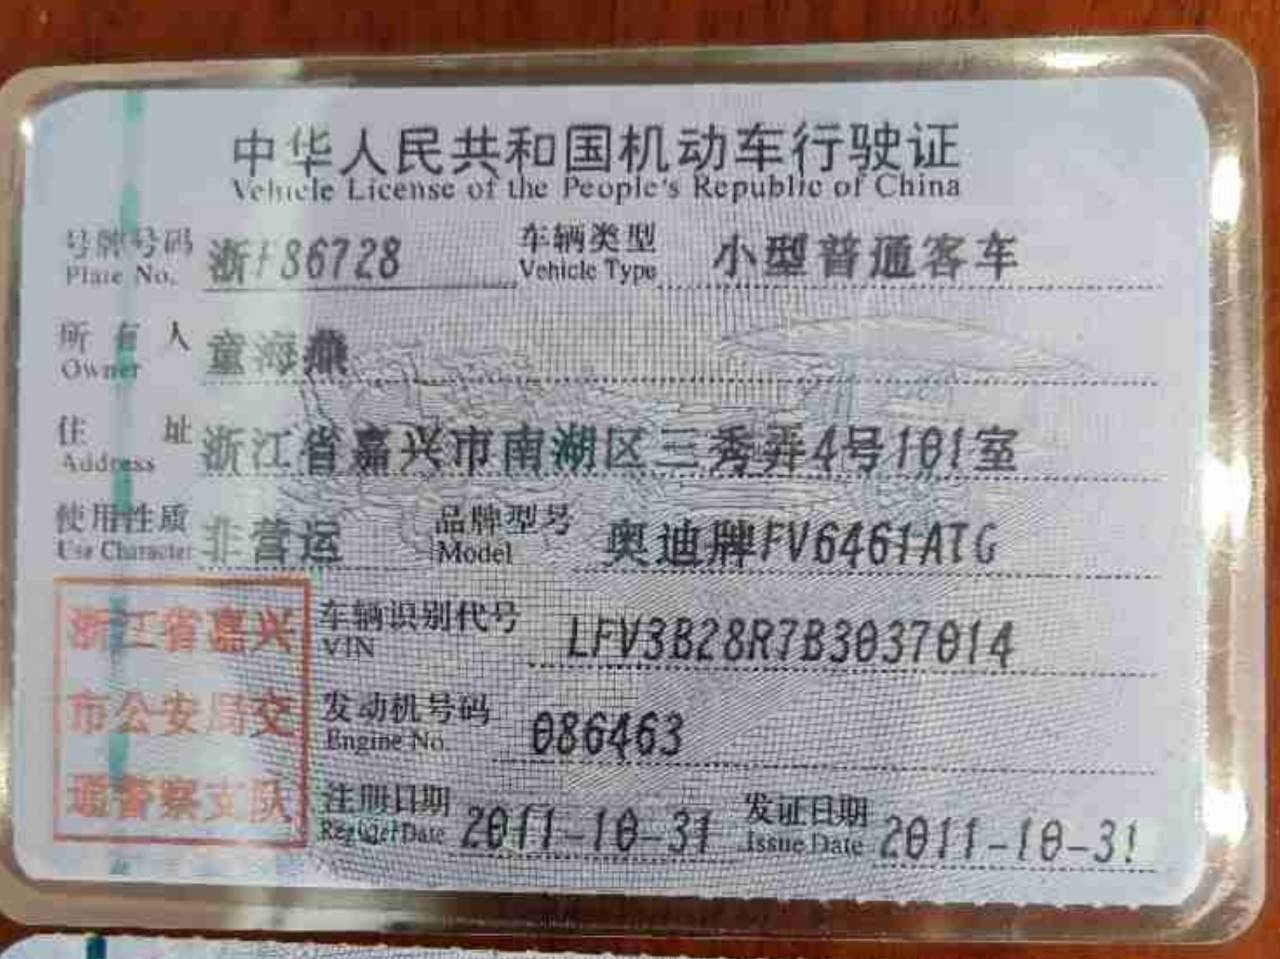 中华人民共和国机动车行驶证
Vehicle License of the People's Republic of China
号牌号码 浙F86728 车辆类型 小型普通客车
Plate No. Vehicle Type
所有人 童海燕
Owner
住址 浙江省嘉兴市南湖区三秀弄4号101室
Address
使用性质 非营运 品牌型号 奥迪牌FV6461ATG
Use Character Model
浙江省嘉兴 车辆识别代号 LFV3B28R7B3037014
VIN
市公安局交 发动机号码 086463
Engine No.
通警察支队 注册日期 2011-10-31 发证日期 2011-10-31
Register Date Issue Date